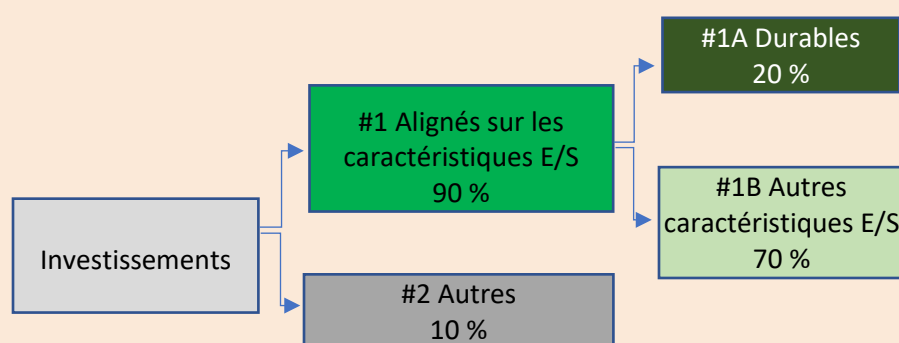 Investissements
#1 Alignés sur les
caractéristiques E/S
90 %
#2 Autres
10 %
#1A Durables
20 %
#1B Autres
caractéristiques E/S
70 %